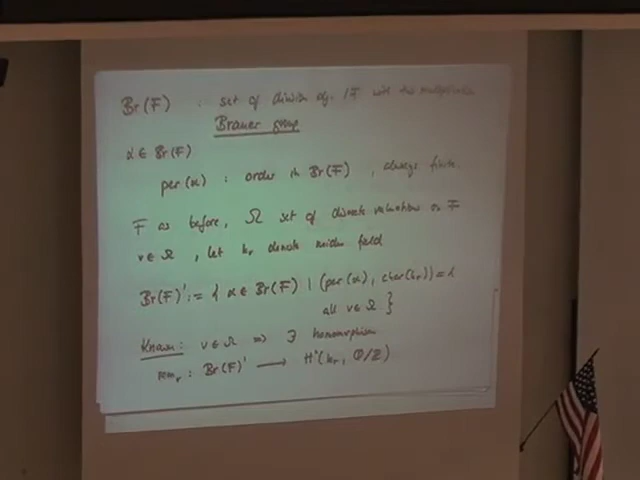 Br(F) : set of division alg. /F with this multiplication
Brauer group
α ∈ Br(F)
per(α) : order in Br(F), always finite.
F as before, Ω set of discrete valuations on F
v ∈ Ω, let k_v denote residue field
Br(F)' := { α ∈ Br(F) | (per(α), char(k_v)) = 1
all v ∈ Ω }
Known: v ∈ Ω ⇒ ∃ homomorphism
ram_v : Br(F)' → H¹(k_v, Q/Z)